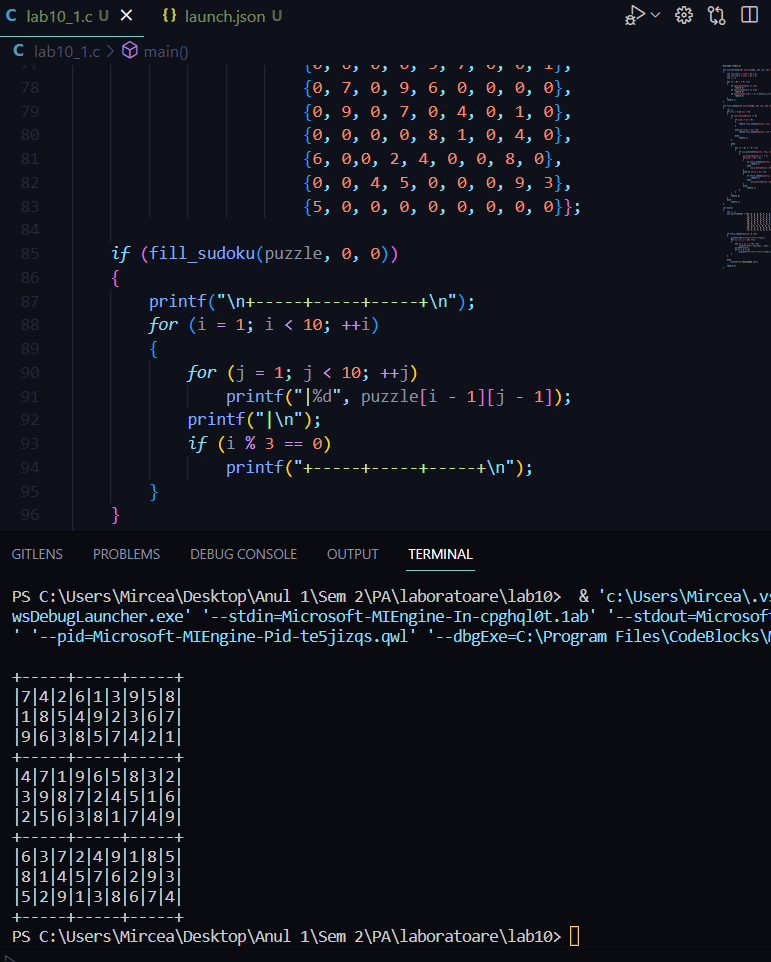 C lab10_1.c U × {} launch.json U
C lab10_1.c > main()
77 {0, 0, 0, 0, 5, 7, 0, 0, 1},
78 {0, 7, 0, 9, 6, 0, 0, 0, 0},
79 {0, 9, 0, 7, 0, 4, 0, 1, 0},
80 {0, 0, 0, 0, 8, 1, 0, 4, 0},
81 {6, 0,0, 2, 4, 0, 0, 8, 0},
82 {0, 0, 4, 5, 0, 0, 0, 9, 3},
83 {5, 0, 0, 0, 0, 0, 0, 0, 0}};
84
85 if (fill_sudoku(puzzle, 0, 0))
86 {
87 printf("\n+-----+-----+-----+\n");
88 for (i = 1; i < 10; ++i)
89 {
90 for (j = 1; j < 10; ++j)
91 printf("|%d", puzzle[i - 1][j - 1]);
92 printf("|\n");
93 if (i % 3 == 0)
94 printf("+-----+-----+-----+\n");
95 }
96 }
GITLENS PROBLEMS DEBUG CONSOLE OUTPUT TERMINAL
PS C:\Users\Mircea\Desktop\Anul 1\Sem 2\PA\laboratoare\lab10> & 'c:\Users\Mircea\.vs
wsDebugLauncher.exe' '--stdin=Microsoft-MIEngine-In-cpghql0t.1ab' '--stdout=Microsoft
' '--pid=Microsoft-MIEngine-Pid-te5jizqs.qwl' '--dbgExe=C:\Program Files\CodeBlocks\M
+-----+-----+-----+
|7|4|2|6|1|3|9|5|8|
|1|8|5|4|9|2|3|6|7|
|9|6|3|8|5|7|4|2|1|
+-----+-----+-----+
|4|7|1|9|6|5|8|3|2|
|3|9|8|7|2|4|5|1|6|
|2|5|6|3|8|1|7|4|9|
+-----+-----+-----+
|6|3|7|2|4|9|1|8|5|
|8|1|4|5|7|6|2|9|3|
|5|2|9|1|3|8|6|7|4|
+-----+-----+-----+
PS C:\Users\Mircea\Desktop\Anul 1\Sem 2\PA\laboratoare\lab10>